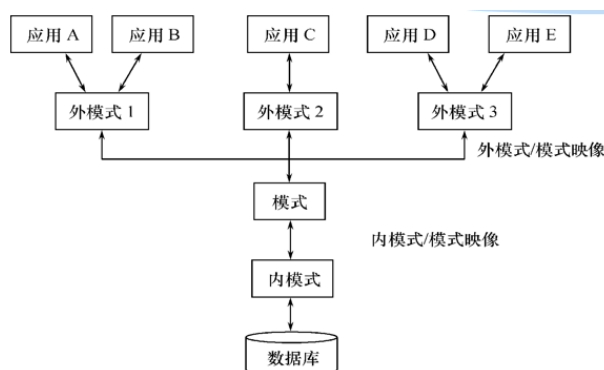 应用 A
应用 B
应用 C
应用 D
应用 E
外模式 1
外模式 2
外模式 3
外模式/模式映像
模式
内模式/模式映像
内模式
数据库